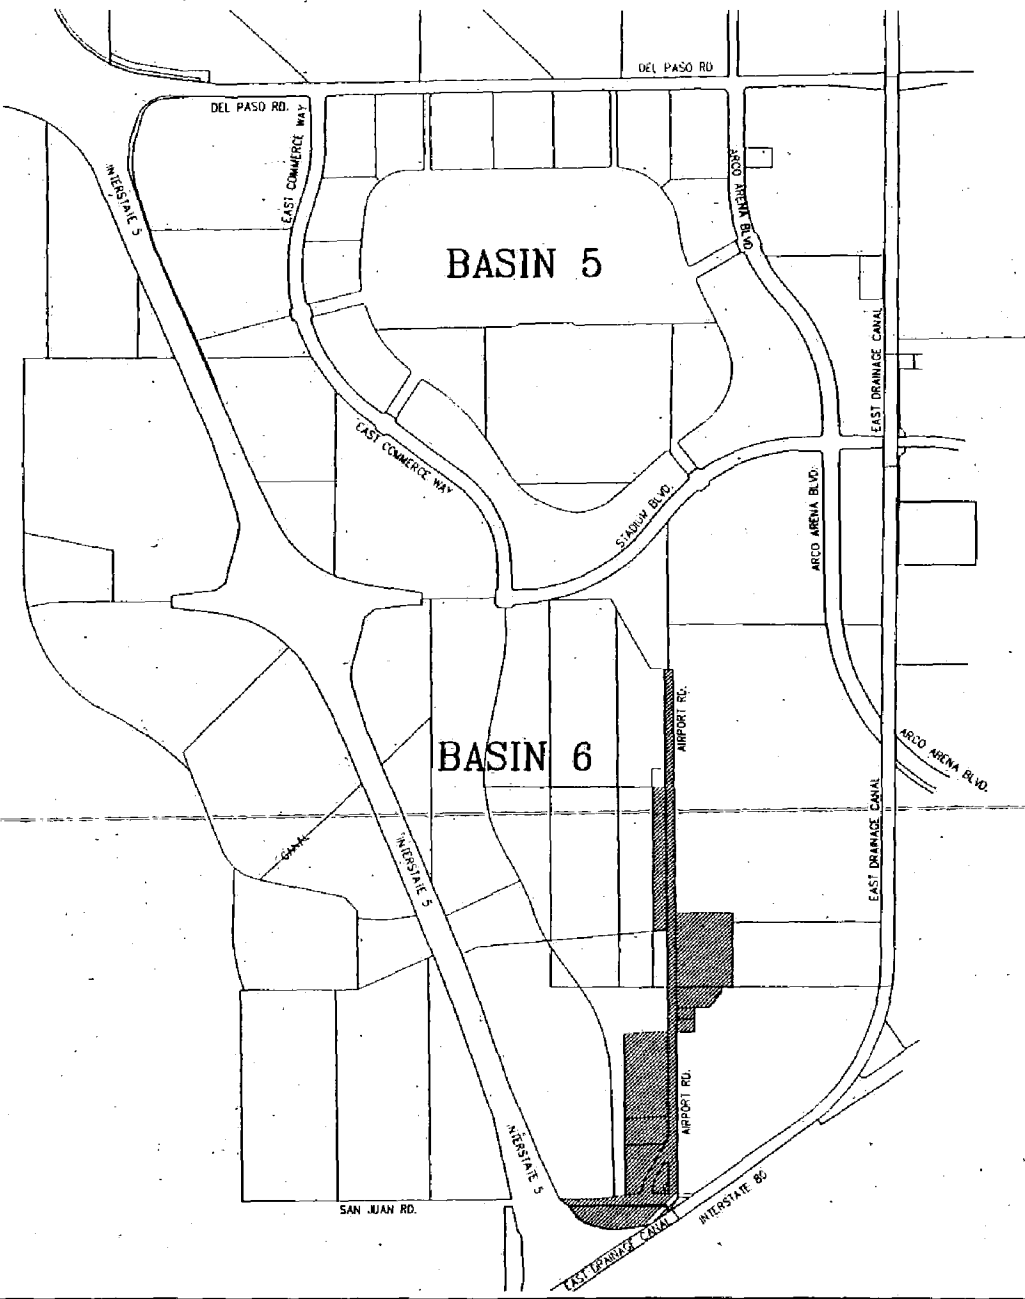 DEL PASO RD
DEL PASO RD.
EAST COMMERCE WAY
ARCO ARENA BLVD.
INTERSTATE 5
BASIN 5
EAST DRAINAGE CANAL
EAST COMMERCE WAY
STADIUM BLVD.
ARCO ARENA BLVD.
AIRPORT RD.
ARCO ARENA BLVD.
BASIN 6
EAST DRAINAGE CANAL
CANAL
INTERSTATE 5
AIRPORT RD.
INTERSTATE 5
INTERSTATE 80
SAN JUAN RD.
EAST DRAINAGE CANAL